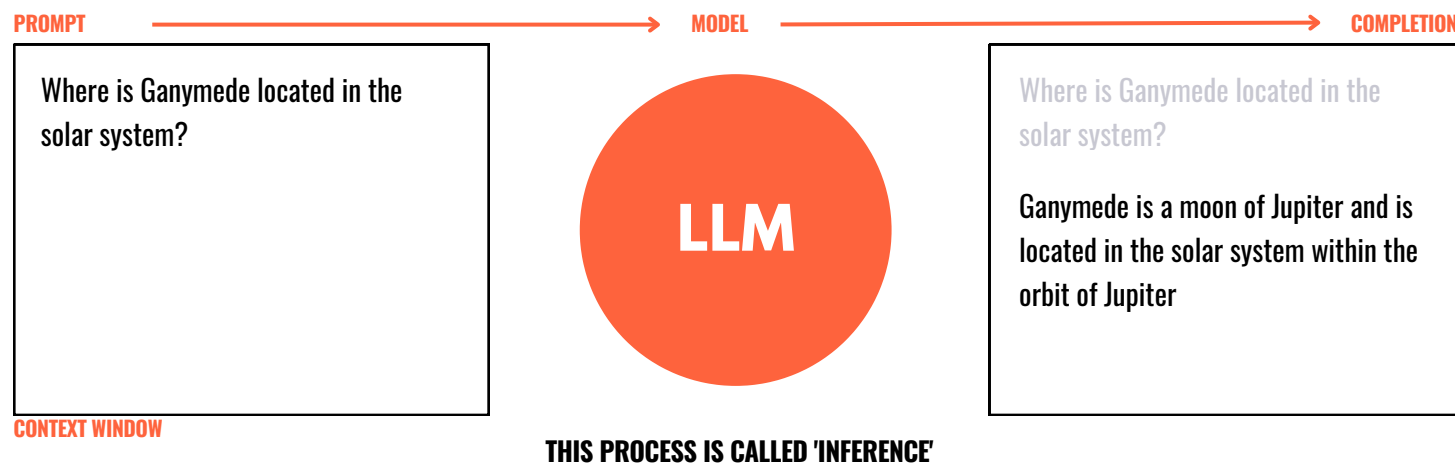 PROMPT
MODEL
COMPLETION
Where is Ganymede located in the
solar system?
LLM
Where is Ganymede located in the
solar system?
Ganymede is a moon of Jupiter and is
located in the solar system within the
orbit of Jupiter
CONTEXT WINDOW
THIS PROCESS IS CALLED 'INFERENCE'